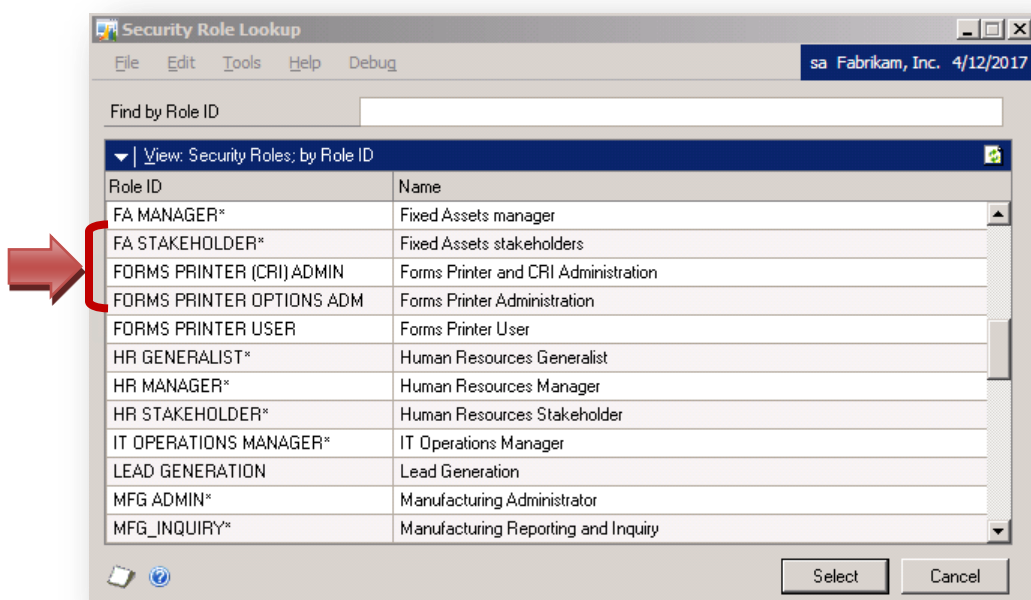 Security Role Lookup
File Edit Tools Help Debug sa Fabrikam, Inc. 4/12/2017
Find by Role ID
View: Security Roles; by Role ID
Role ID Name
FA MANAGER* Fixed Assets manager
FA STAKEHOLDER* Fixed Assets stakeholders
FORMS PRINTER (CRI) ADMIN Forms Printer and CRI Administration
FORMS PRINTER OPTIONS ADM Forms Printer Administration
FORMS PRINTER USER Forms Printer User
HR GENERALIST* Human Resources Generalist
HR MANAGER* Human Resources Manager
HR STAKEHOLDER* Human Resources Stakeholder
IT OPERATIONS MANAGER* IT Operations Manager
LEAD GENERATION Lead Generation
MFG ADMIN* Manufacturing Administrator
MFG_INQUIRY* Manufacturing Reporting and Inquiry
Select Cancel